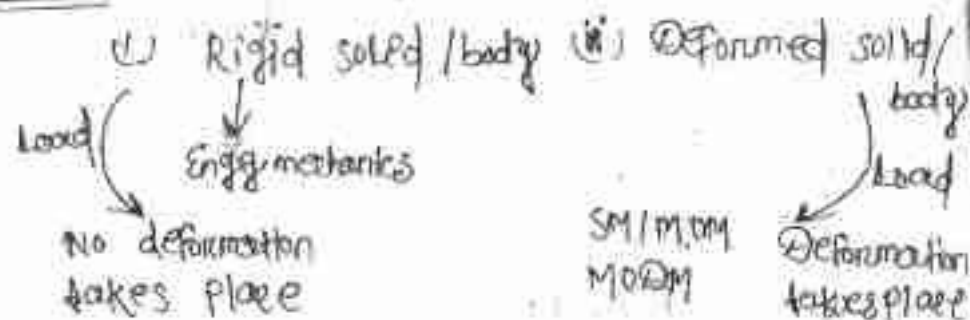 (i) Rigid solid / body (ii) Deformed solid /
body
Load
Engg. mechanics
Load
No deformation
takes place
SM / MOM
MODM
Deformation
takes place